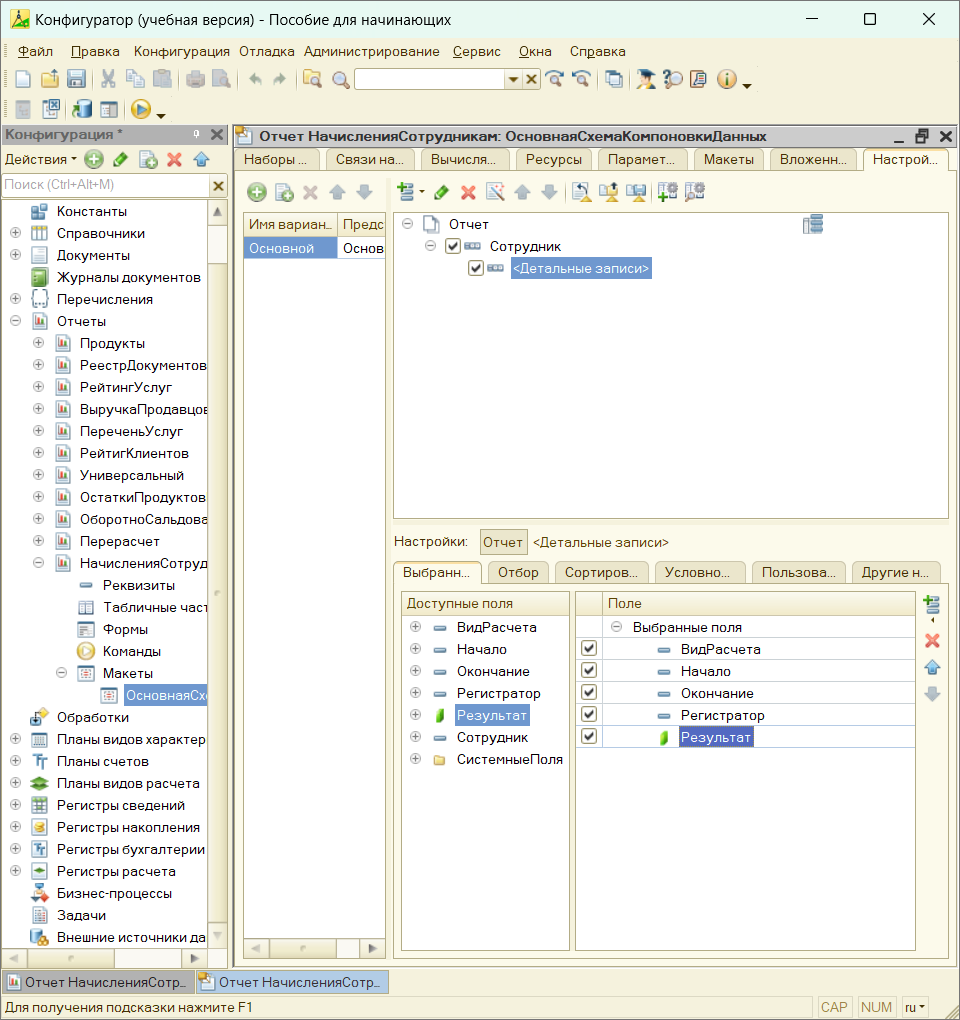 Конфигуратор (учебная версия) - Пособие для начинающих
Файл Правка Конфигурация Отладка Администрирование Сервис Окна Справка
Конфигурация *
Действия
Поиск (Ctrl+Alt+M)
Константы
Справочники
Документы
Журналы документов
Перечисления
Отчеты
Продукты
РеестрДокументов
РейтингУслуг
ВыручкаПродавцов
ПереченьУслуг
РейтигКлиентов
Универсальный
ОстаткиПродуктов
ОборотноСальдова
Перерасчет
НачисленияСотруд
Реквизиты
Табличные част
Формы
Команды
Макеты
ОсновнаяСхе
Обработки
Планы видов характер
Планы счетов
Планы видов расчета
Регистры сведений
Регистры накопления
Регистры бухгалтерии
Регистры расчета
Бизнес-процессы
Задачи
Внешние источники да
Отчет НачисленияСотрудникам: ОсновнаяСхемаКомпоновкиДанных
Наборы ... Связи на... Вычисля... Ресурсы Парамет... Макеты Вложенн... Настрой...
Имя вариан... Предс
Основной Основ
Отчет
Сотрудник
<Детальные записи>
Настройки: Отчет <Детальные записи>
Выбранн... Отбор Сортиров... Условно... Пользова... Другие н...
Доступные поля
ВидРасчета
Начало
Окончание
Регистратор
Результат
Сотрудник
СистемныеПоля
Поле
Выбранные поля
ВидРасчета
Начало
Окончание
Регистратор
Результат
Отчет НачисленияСотр... Отчет НачисленияСотр...
Для получения подсказки нажмите F1 CAP NUM ru